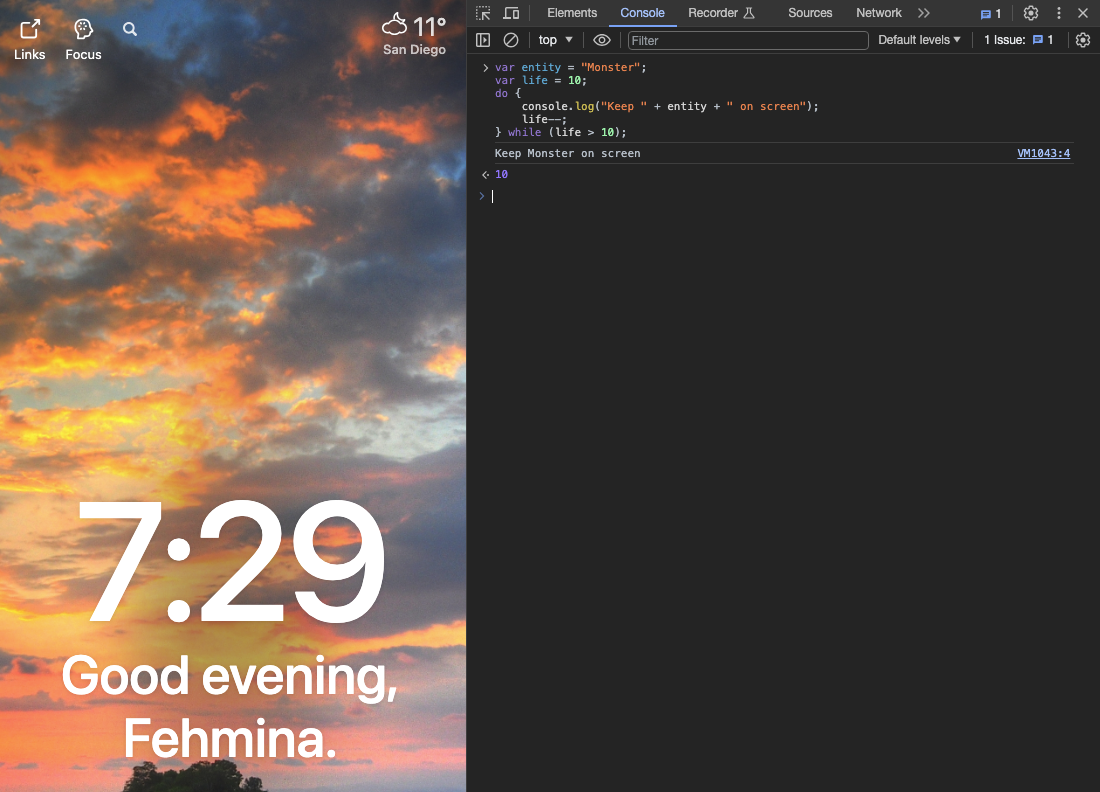 Links
Focus
11°
San Diego
7:29
Good evening,
Fehmina.
Elements Console Recorder Sources Network 1
top Filter Default levels 1 Issue: 1
var entity = "Monster";
var life = 10;
do {
    console.log("Keep " + entity + " on screen");
    life--;
} while (life > 10);
Keep Monster on screen VM1043:4
10